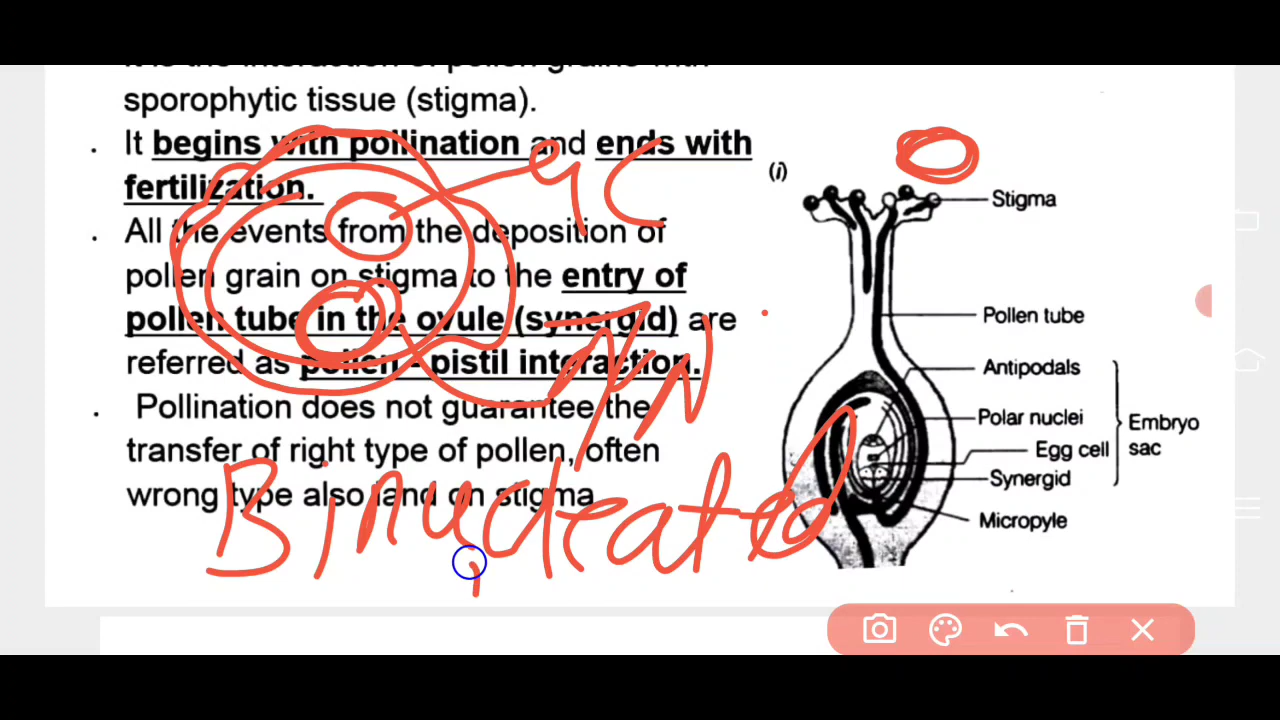 sporophytic tissue (stigma).
. It begins with pollination and ends with
fertilization.
. All the events from the deposition of
pollen grain on stigma to the entry of
pollen tube in the ovule (synergid) are
referred as pollen - pistil interaction.
. Pollination does not guarantee the
transfer of right type of pollen, often
wrong type also land on stigma
GC
Binucleated
(i)
Stigma
Pollen tube
Antipodals
Polar nuclei
Egg cell
Synergid
Micropyle
Embryo
sac